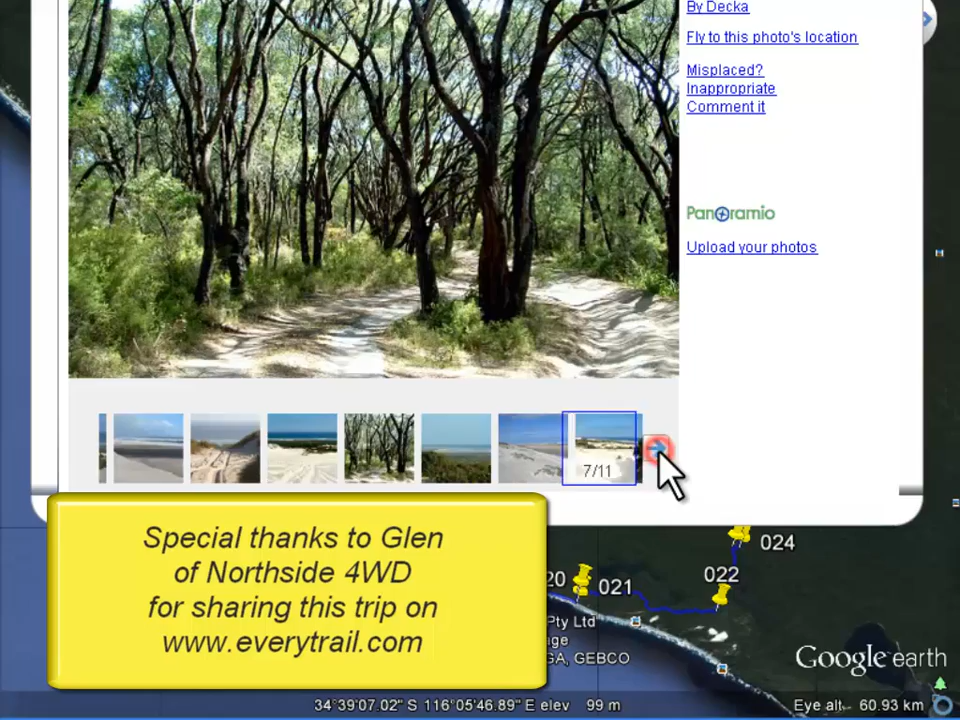 By Decka
Fly to this photo's location
Misplaced?
Inappropriate
Comment it
Panoramio
Upload your photos
7/11
Special thanks to Glen
of Northside 4WD
for sharing this trip on
www.everytrail.com
024
022
20
021
Pty Ltd
GA, GEBCO
Google earth
34°39'07.02" S 116°05'46.89" E elev 99 m
Eye alt 60.93 km